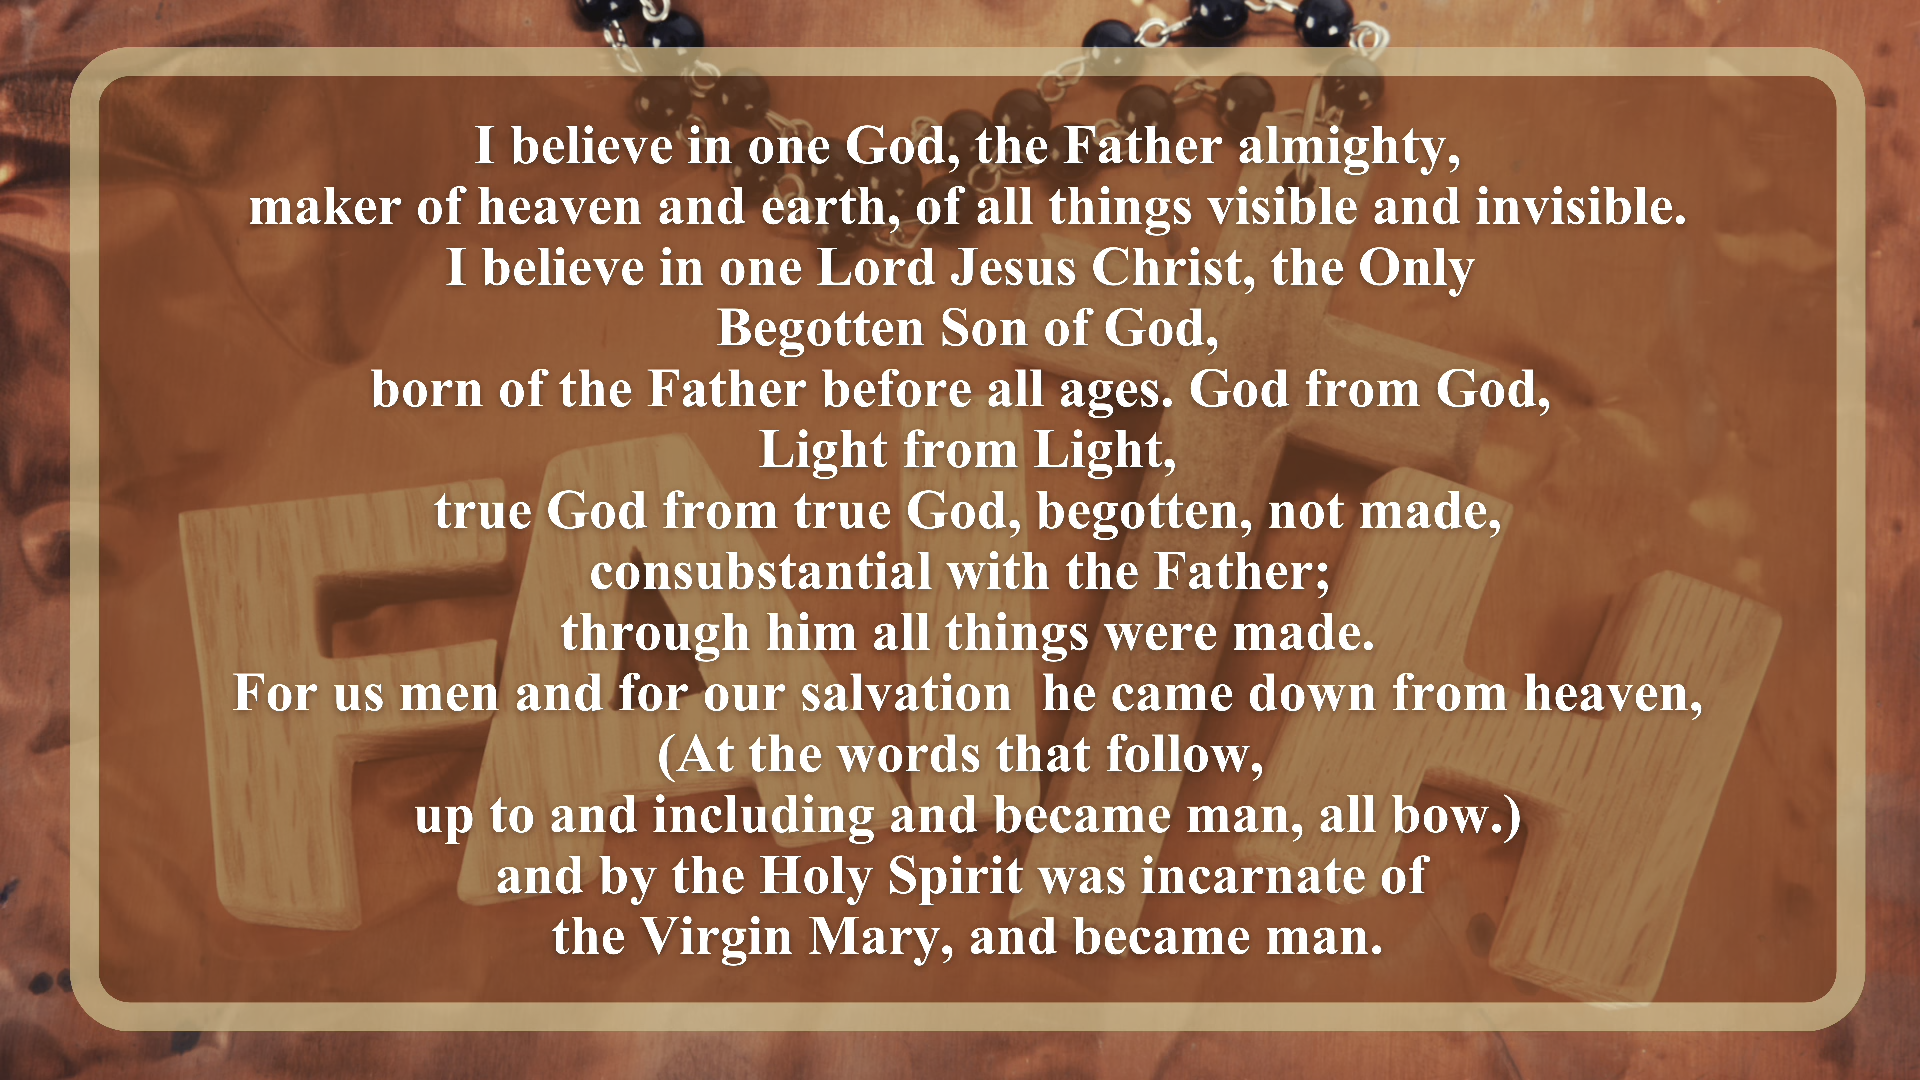 I believe in one God, the Father almighty,
maker of heaven and earth, of all things visible and invisible.
I believe in one Lord Jesus Christ, the Only
Begotten Son of God,
born of the Father before all ages. God from God,
Light from Light,
true God from true God, begotten, not made,
consubstantial with the Father;
through him all things were made.
For us men and for our salvation  he came down from heaven,
(At the words that follow,
up to and including and became man, all bow.)
and by the Holy Spirit was incarnate of
the Virgin Mary, and became man.
FAITH